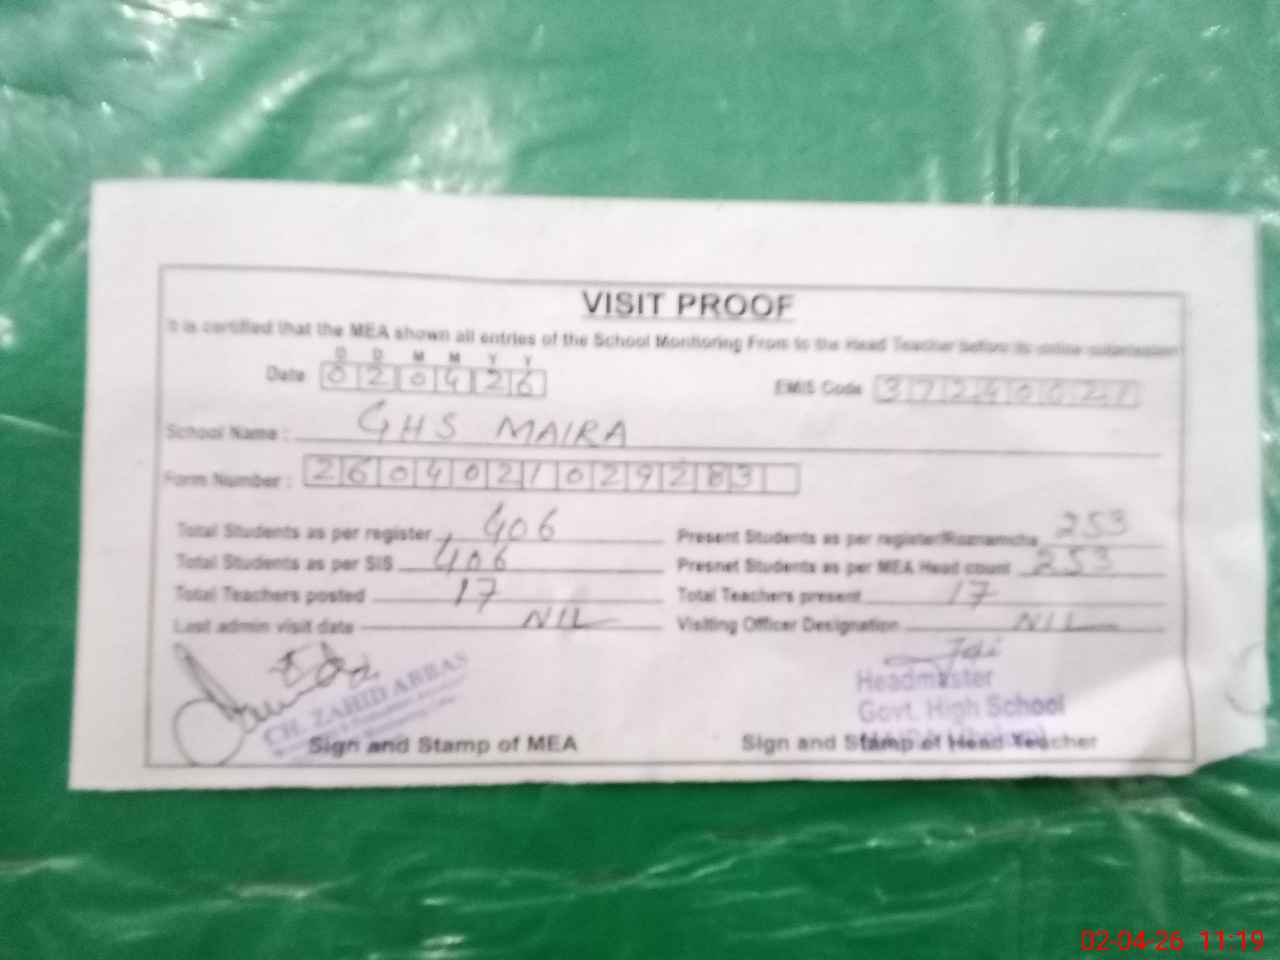 VISIT PROOF
It is certified that the MEA shown all entries of the School Monitoring From to the Head Teacher before its online submission
D D M M Y Y
Date 0 2 0 4 2 6 EMIS Code 3 7 2 4 0 0 2 1
School Name : GHS MAIRA
Form Number : 2 6 0 4 0 2 1 0 2 9 2 8 3
Total Students as per register 406 Present Students as per register/Roznamcha 253
Total Students as per SIS 406 Presnet Students as per MEA Head count 253
Total Teachers posted 17 Total Teachers present 17
Last admin visit date NIL Visiting Officer Designation NIL
CH. ZAHID ABBAS
Headmaster
Govt. High School
Sign and Stamp of MEA Sign and Stamp of Head Teacher
02-04-26 11:19